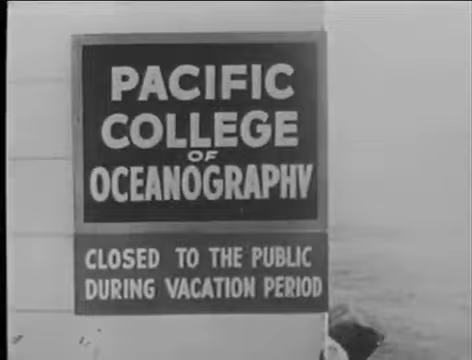 PACIFIC
COLLEGE
OF
OCEANOGRAPHY
CLOSED TO THE PUBLIC
DURING VACATION PERIOD